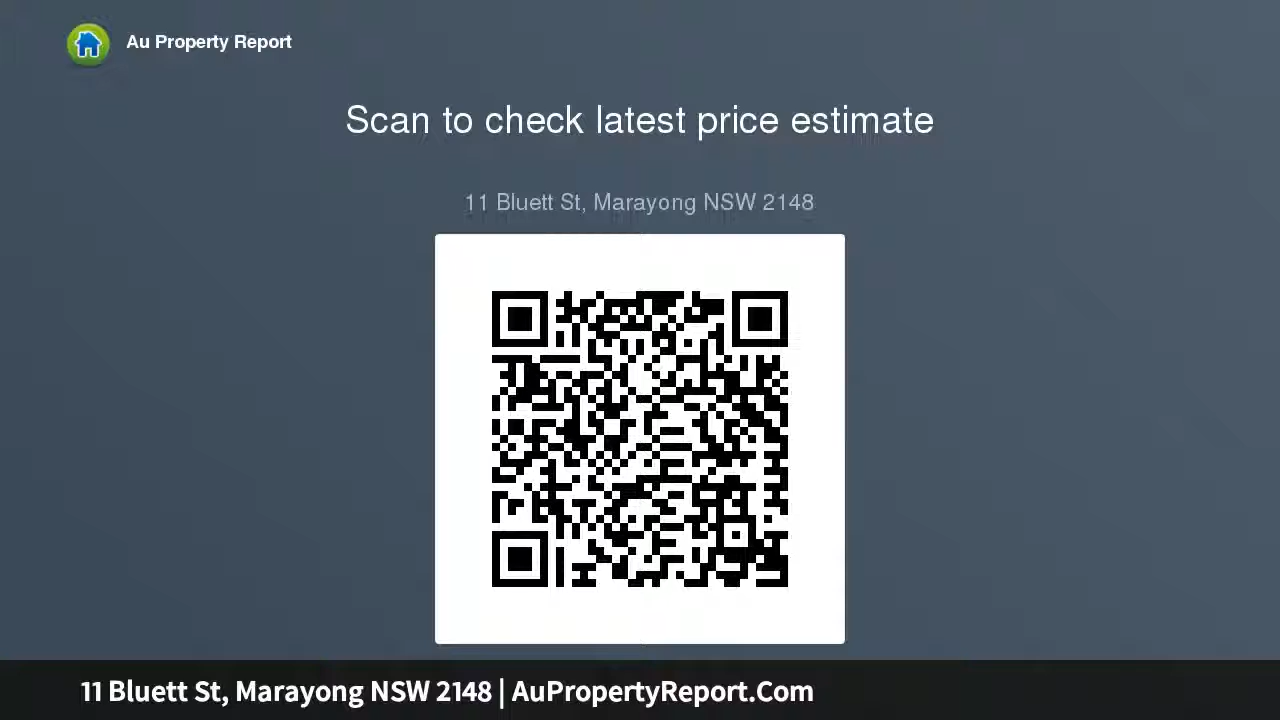 Au Property Report
Scan to check latest price estimate
11 Bluett St, Marayong NSW 2148
11 Bluett St, Marayong NSW 2148 | AuPropertyReport.Com